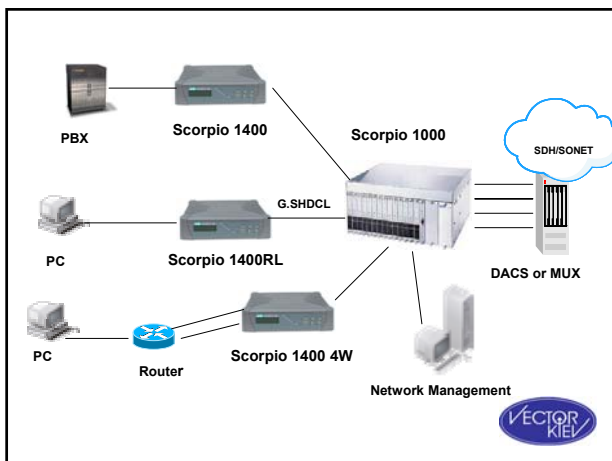 PBX
Scorpio 1400
Scorpio 1000
SDH/SONET
G.SHDCL
PC
Scorpio 1400RL
DACS or MUX
PC
Router
Scorpio 1400 4W
Network Management
VECTOR
KIEV